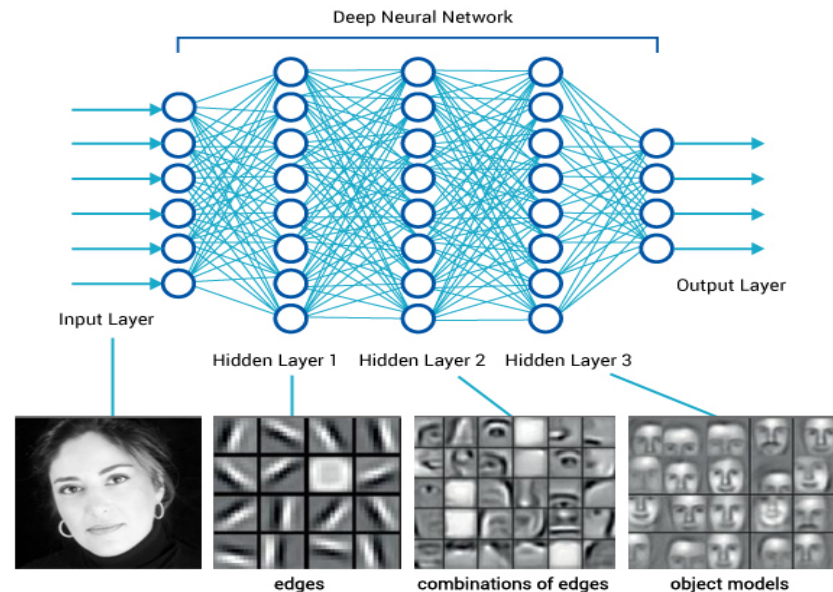 Deep Neural Network
Input Layer
Output Layer
Hidden Layer 1
Hidden Layer 2
Hidden Layer 3
edges
combinations of edges
object models